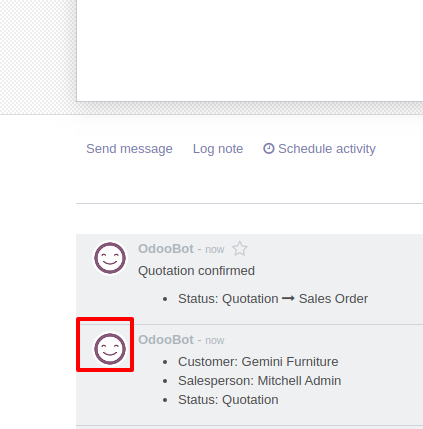 Send message Log note Schedule activity
OdooBot - now
Quotation confirmed
Status: Quotation → Sales Order
OdooBot - now
Customer: Gemini Furniture
Salesperson: Mitchell Admin
Status: Quotation